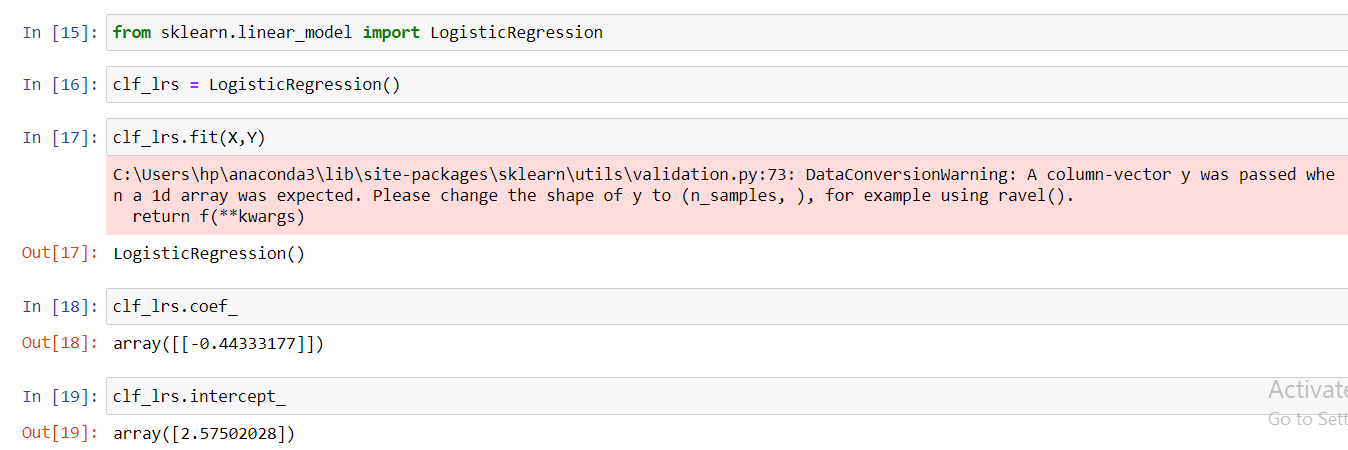 In [15]: from sklearn.linear_model import LogisticRegression
In [16]: clf_lrs = LogisticRegression()
In [17]: clf_lrs.fit(X,Y)
C:\Users\hp\anaconda3\lib\site-packages\sklearn\utils\validation.py:73: DataConversionWarning: A column-vector y was passed whe
n a 1d array was expected. Please change the shape of y to (n_samples, ), for example using ravel().
  return f(**kwargs)
Out[17]: LogisticRegression()
In [18]: clf_lrs.coef_
Out[18]: array([[-0.44333177]])
In [19]: clf_lrs.intercept_
Out[19]: array([2.57502028])
Activate
Go to Sett